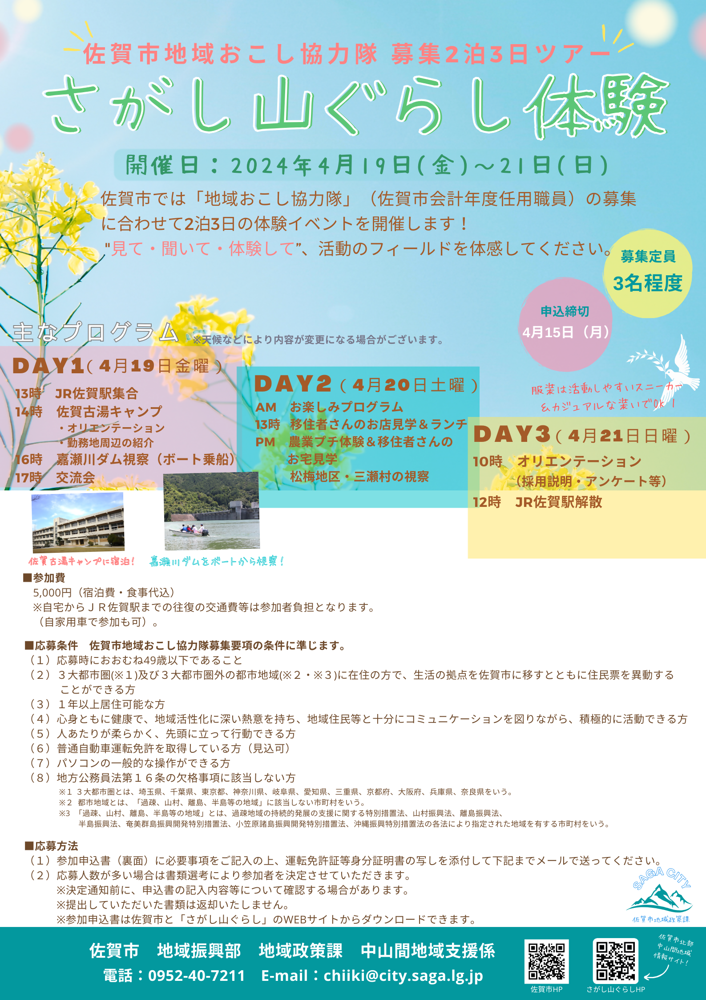 佐賀市地域おこし協力隊 募集2泊3日ツアー
さがし山ぐらし体験
開催日：2024年4月19日(金)～21日(日)
佐賀市では「地域おこし協力隊」（佐賀市会計年度任用職員）の募集
に合わせて2泊3日の体験イベントを開催します！
"見て・聞いて・体験して”、活動のフィールドを体感してください。
募集定員
3名程度
申込締切
4月15日（月）
主なプログラム
※天候などにより内容が変更になる場合がございます。
服装は活動しやすいスニーカー
&カジュアルな装いでOK！
DAY1(4月19日金曜)
13時 JR佐賀駅集合
14時 佐賀古湯キャンプ
・オリエンテーション
・勤務地周辺の紹介
16時 嘉瀬川ダム視察（ボート乗船）
17時 交流会
DAY2(4月20日土曜)
AM お楽しみプログラム
13時 移住者さんのお店見学＆ランチ
PM 農業プチ体験＆移住者さんの
お宅見学
松梅地区・三瀬村の視察
DAY3(4月21日日曜)
10時 オリエンテーション
（採用説明・アンケート等）
12時 JR佐賀駅解散
佐賀古湯キャンプに宿泊！
嘉瀬川ダムをボートから視察！
■参加費
5,000円（宿泊費・食事代込）
※自宅からＪＲ佐賀駅までの往復の交通費等は参加者負担となります。
（自家用車で参加も可）。
■応募条件 佐賀市地域おこし協力隊募集要項の条件に準じます。
（１）応募時におおむね49歳以下であること
（２）３大都市圏(※１)及び３大都市圏外の都市地域(※２・※３)に在住の方で、生活の拠点を佐賀市に移すとともに住民票を異動する
ことができる方
（３）１年以上居住可能な方
（４）心身ともに健康で、地域活性化に深い熱意を持ち、地域住民等と十分にコミュニケーションを図りながら、積極的に活動できる方
（５）人あたりが柔らかく、先頭に立って行動できる方
（６）普通自動車運転免許を取得している方（見込可）
（７）パソコンの一般的な操作ができる方
（８）地方公務員法第１６条の欠格事項に該当しない方
※１ ３大都市圏とは、埼玉県、千葉県、東京都、神奈川県、岐阜県、愛知県、三重県、京都府、大阪府、兵庫県、奈良県をいう。
※２ 都市地域とは、「過疎、山村、離島、半島等の地域」に該当しない市町村をいう。
※3 「過疎、山村、離島、半島等の地域」とは、過疎地域の持続的発展の支援に関する特別措置法、山村振興法、離島振興法、
半島振興法、奄美群島振興開発特別措置法、小笠原諸島振興開発特別措置法、沖縄振興特別措置法の各法により指定された地域を有する市町村をいう。
■応募方法
（１）参加申込書（裏面）に必要事項をご記入の上、運転免許証等身分証明書の写しを添付して下記までメールで送ってください。
（２）応募人数が多い場合は書類選考により参加者を決定させていただきます。
※決定通知前に、申込書の記入内容等について確認する場合があります。
※提出していただいた書類は返却いたしません。
※参加申込書は佐賀市と「さがし山ぐらし」のWEBサイトからダウンロードできます。
SAGA CITY
佐賀市地域政策課
佐賀市 地域振興部 地域政策課 中山間地域支援係
電話：0952-40-7211 E-mail：chiiki@city.saga.lg.jp
佐賀市HP
さがし山ぐらしHP
佐賀市北部
中山間地域
情報サイト！